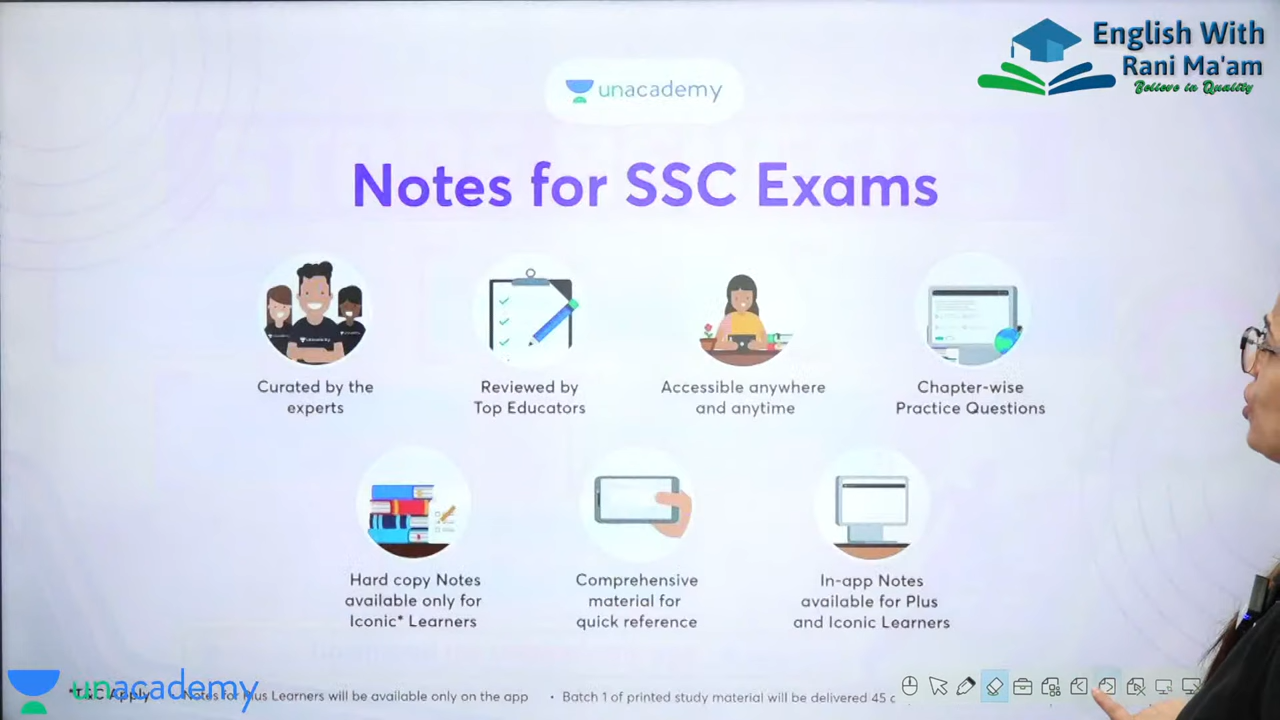 English With
Rani Ma'am
Believe in Quality
unacademy
Notes for SSC Exams
unacademy
Curated by the
experts
Reviewed by
Top Educators
Accessible anywhere
and anytime
Chapter-wise
Practice Questions
Hard copy Notes
available only for
Iconic* Learners
Comprehensive
material for
quick reference
In-app Notes
available for Plus
and Iconic Learners
*T&C Apply
• Notes for Plus Learners will be available only on the app
• Batch 1 of printed study material will be delivered 45
unacademy